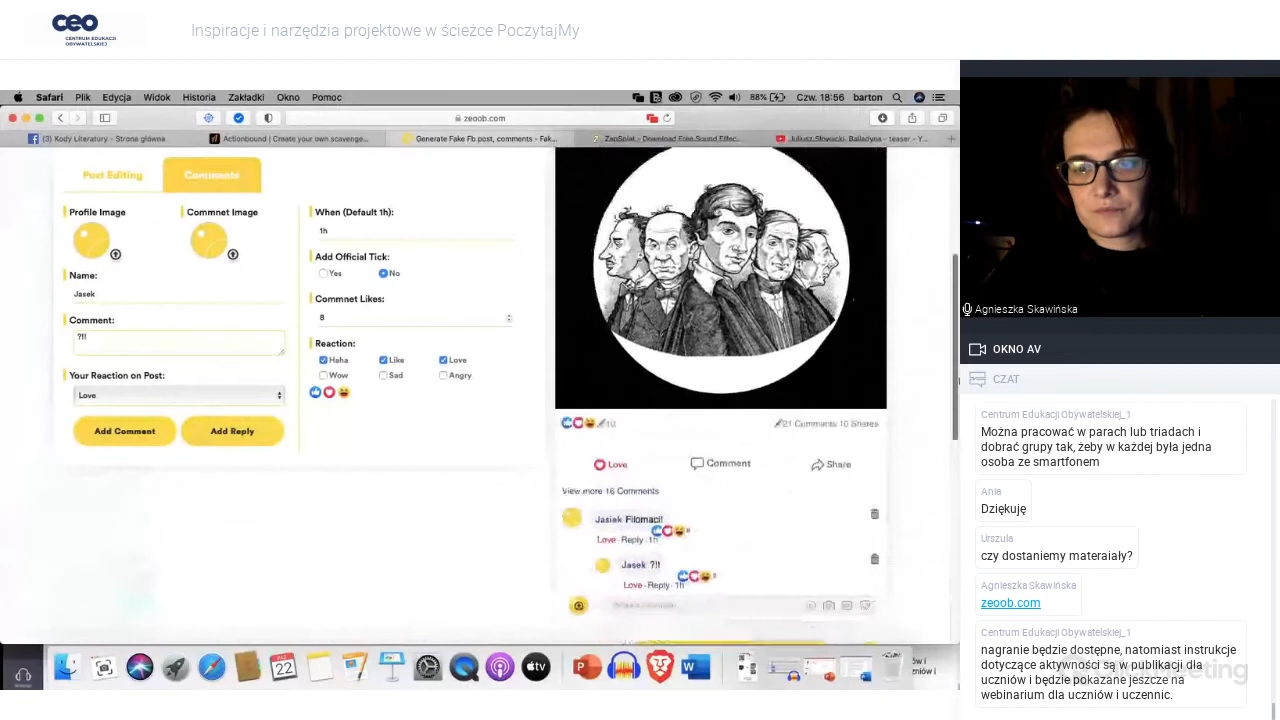 ceo
CENTRUM EDUKACJI
OBYWATELSKIEJ
Inspiracje i narzędzia projektowe w ścieżce PoczytajMy
Safari Plik Edycja Widok Historia Zakładki Okno Pomoc
88% Czw. 18:56 barton
zeoob.com
(3) Kody Literatury - Strona główna
Actionbound | Create your own scavenge...
Generate Fake Fb post, comments - Fak...
ZapSplat - Download Free Sound Effec...
Juliusz Słowacki, Balladyna - teaser - Y...
Post Editing
Comments
Profile Image
Commnet Image
Name:
Jasek
Comment:
?!!
Your Reaction on Post:
Love
Add Comment
Add Reply
When (Default 1h):
1h
Add Official Tick:
Yes No
Commnet Likes:
8
Reaction:
Haha Like Love
Wow Sad Angry
21 Comments 10 Shares
Love Comment Share
View more 16 Comments
Jasiek Filomaci!
Love · Reply · 1h
Jasek ?!!
Love · Reply · 1h
22
tv
Agnieszka Skawińska
OKNO AV
CZAT
Centrum Edukacji Obywatelskiej_1
Można pracować w parach lub triadach i
dobrać grupy tak, żeby w każdej była jedna
osoba ze smartfonem
Ania
Dziękuję
Urszula
czy dostaniemy materaiały?
Agnieszka Skawińska
zeoob.com
Centrum Edukacji Obywatelskiej_1
nagranie będzie dostępne, natomiast instrukcje
dotyczące aktywności są w publikacji dla
uczniów i będzie pokazane jeszcze na
webinarium dla uczniów i uczennic.